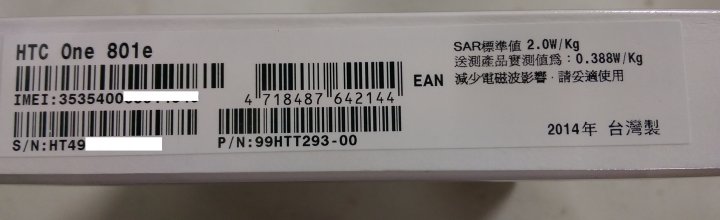 HTC One 801e
IMEI:3535400
S/N:HT49
4 718487 642144
EAN
P/N:99HTT293-00
SAR標準值 2.0W/Kg
送測產品實測值為：0.388W/Kg
減少電磁波影響，請妥適使用
2014年 台灣製